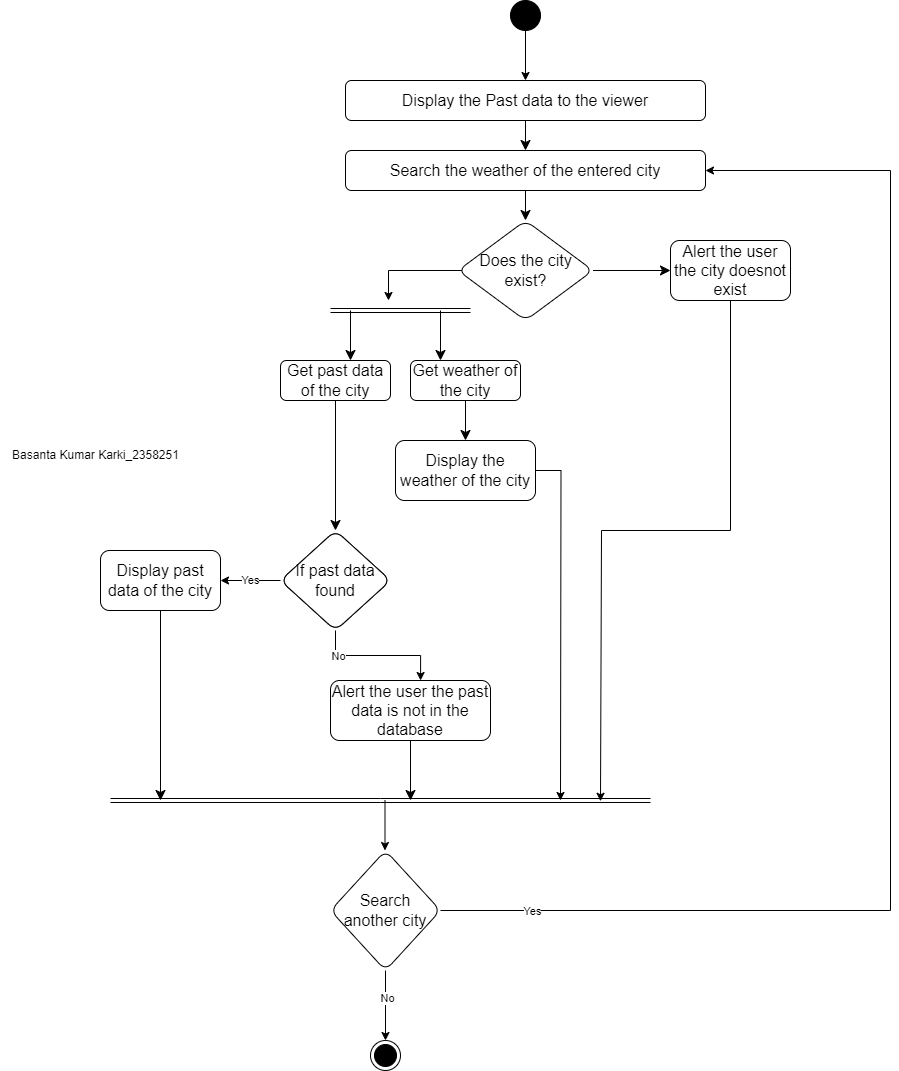 Display the Past data to the viewer
Search the weather of the entered city
Does the city
exist?
Alert the user
the city doesnot
exist
Get past data
of the city
Get weather of
the city
Basanta Kumar Karki_2358251
Display the
weather of the city
Display past
data of the city
Yes
If past data
found
No
Alert the user the past
data is not in the
database
Search
another city
Yes
No